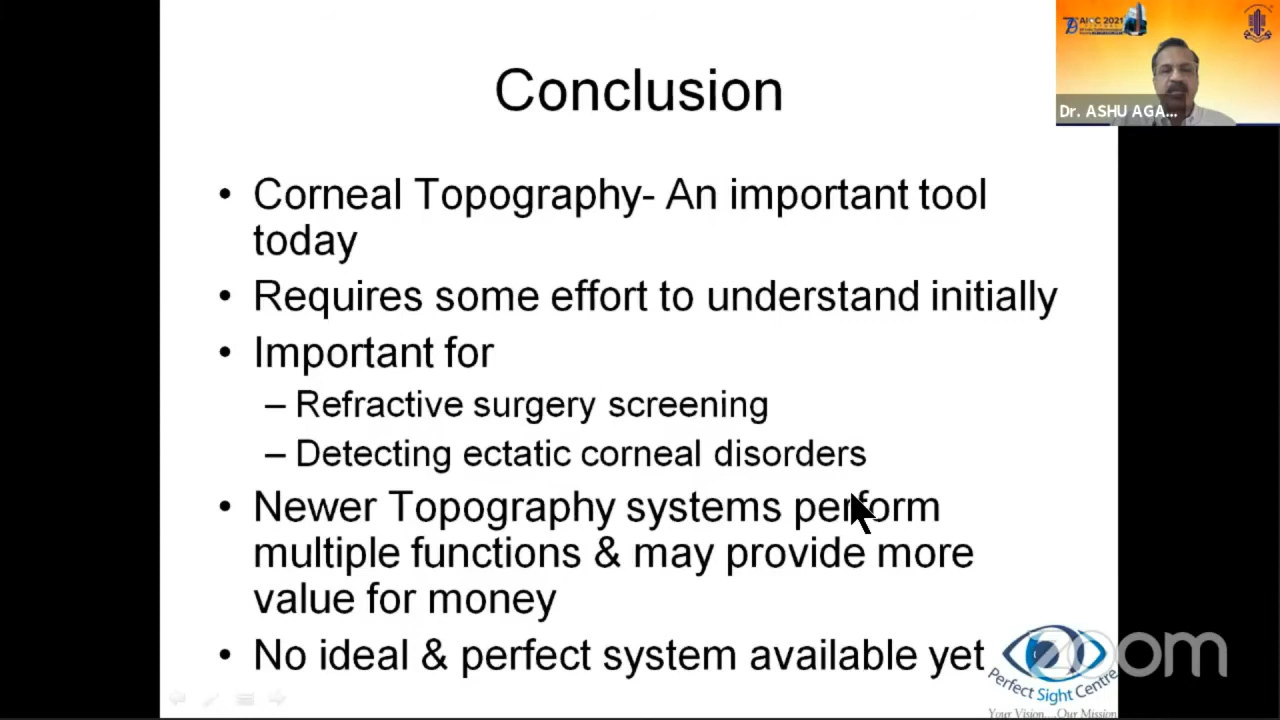 Conclusion
• Corneal Topography- An important tool
today
• Requires some effort to understand initially
• Important for
– Refractive surgery screening
– Detecting ectatic corneal disorders
• Newer Topography systems perform
multiple functions & may provide more
value for money
• No ideal & perfect system available yet
AIOC 2021
Dr. ASHU AGA...
zoom
Perfect Sight Centre
Your Vision....Our Mission